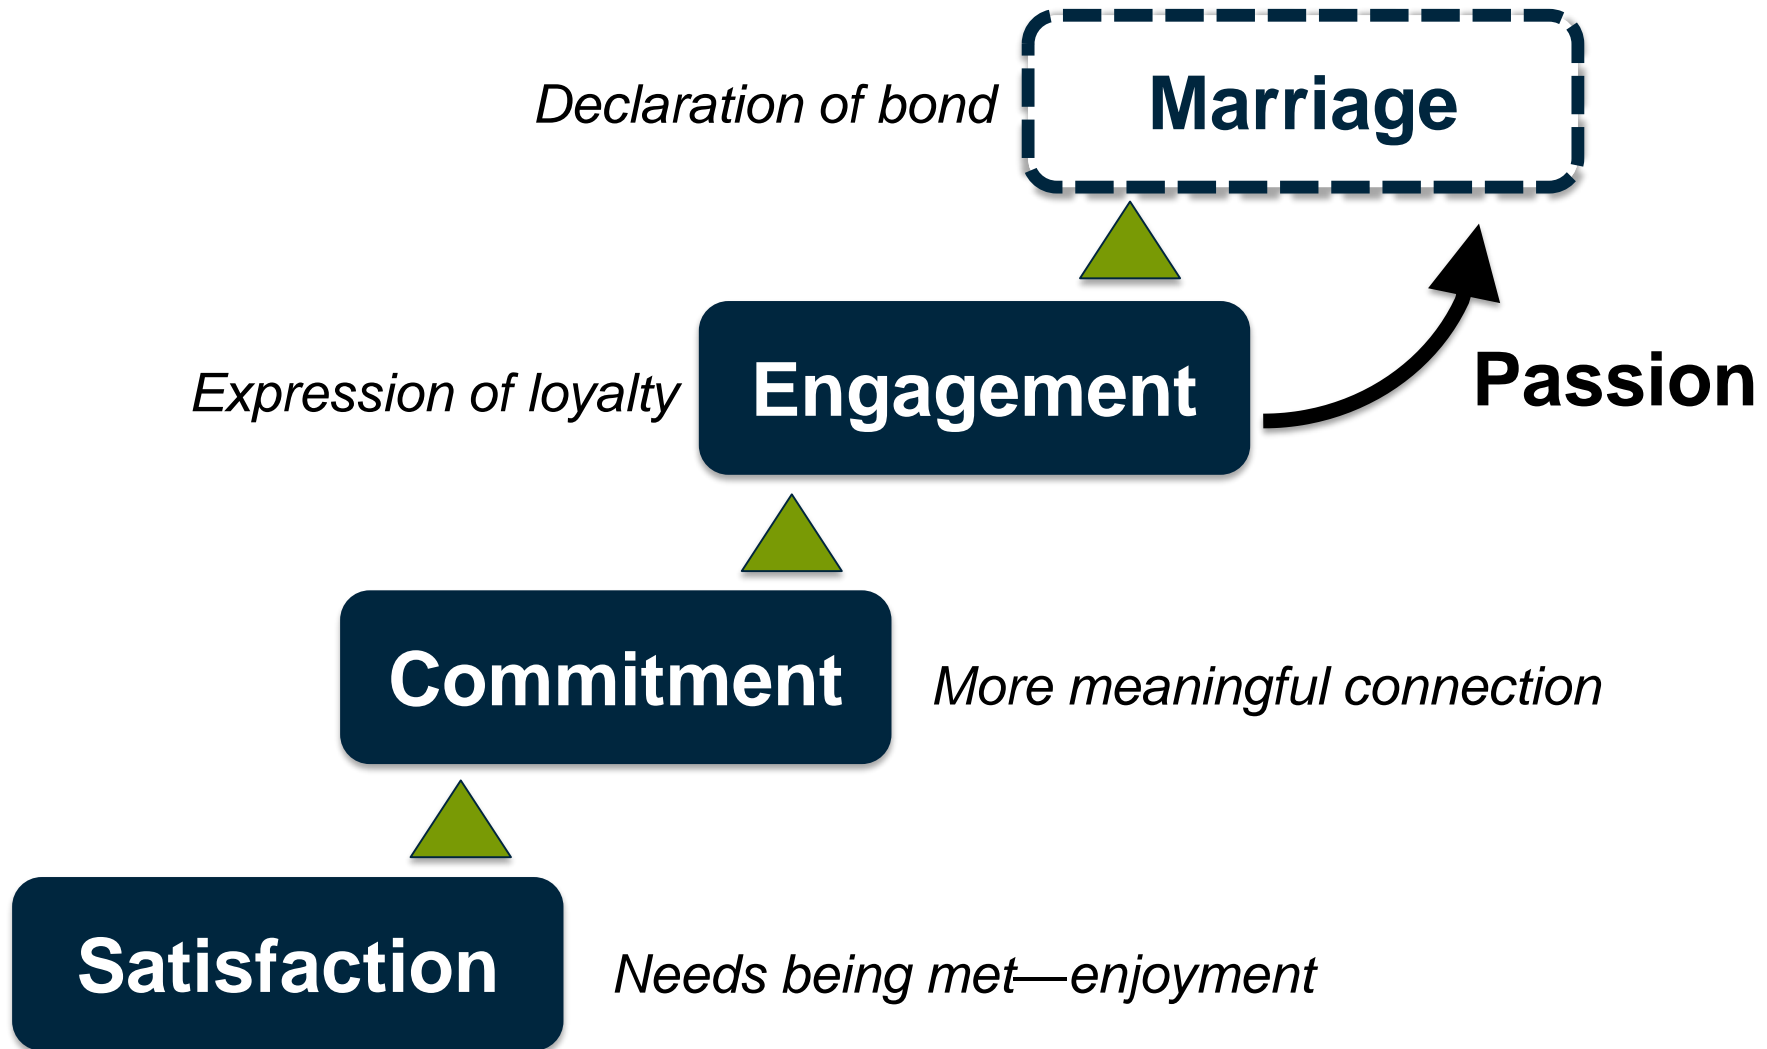 Declaration of bond
Marriage
Expression of loyalty
Engagement
Passion
Commitment
More meaningful connection
Satisfaction
Needs being met—enjoyment